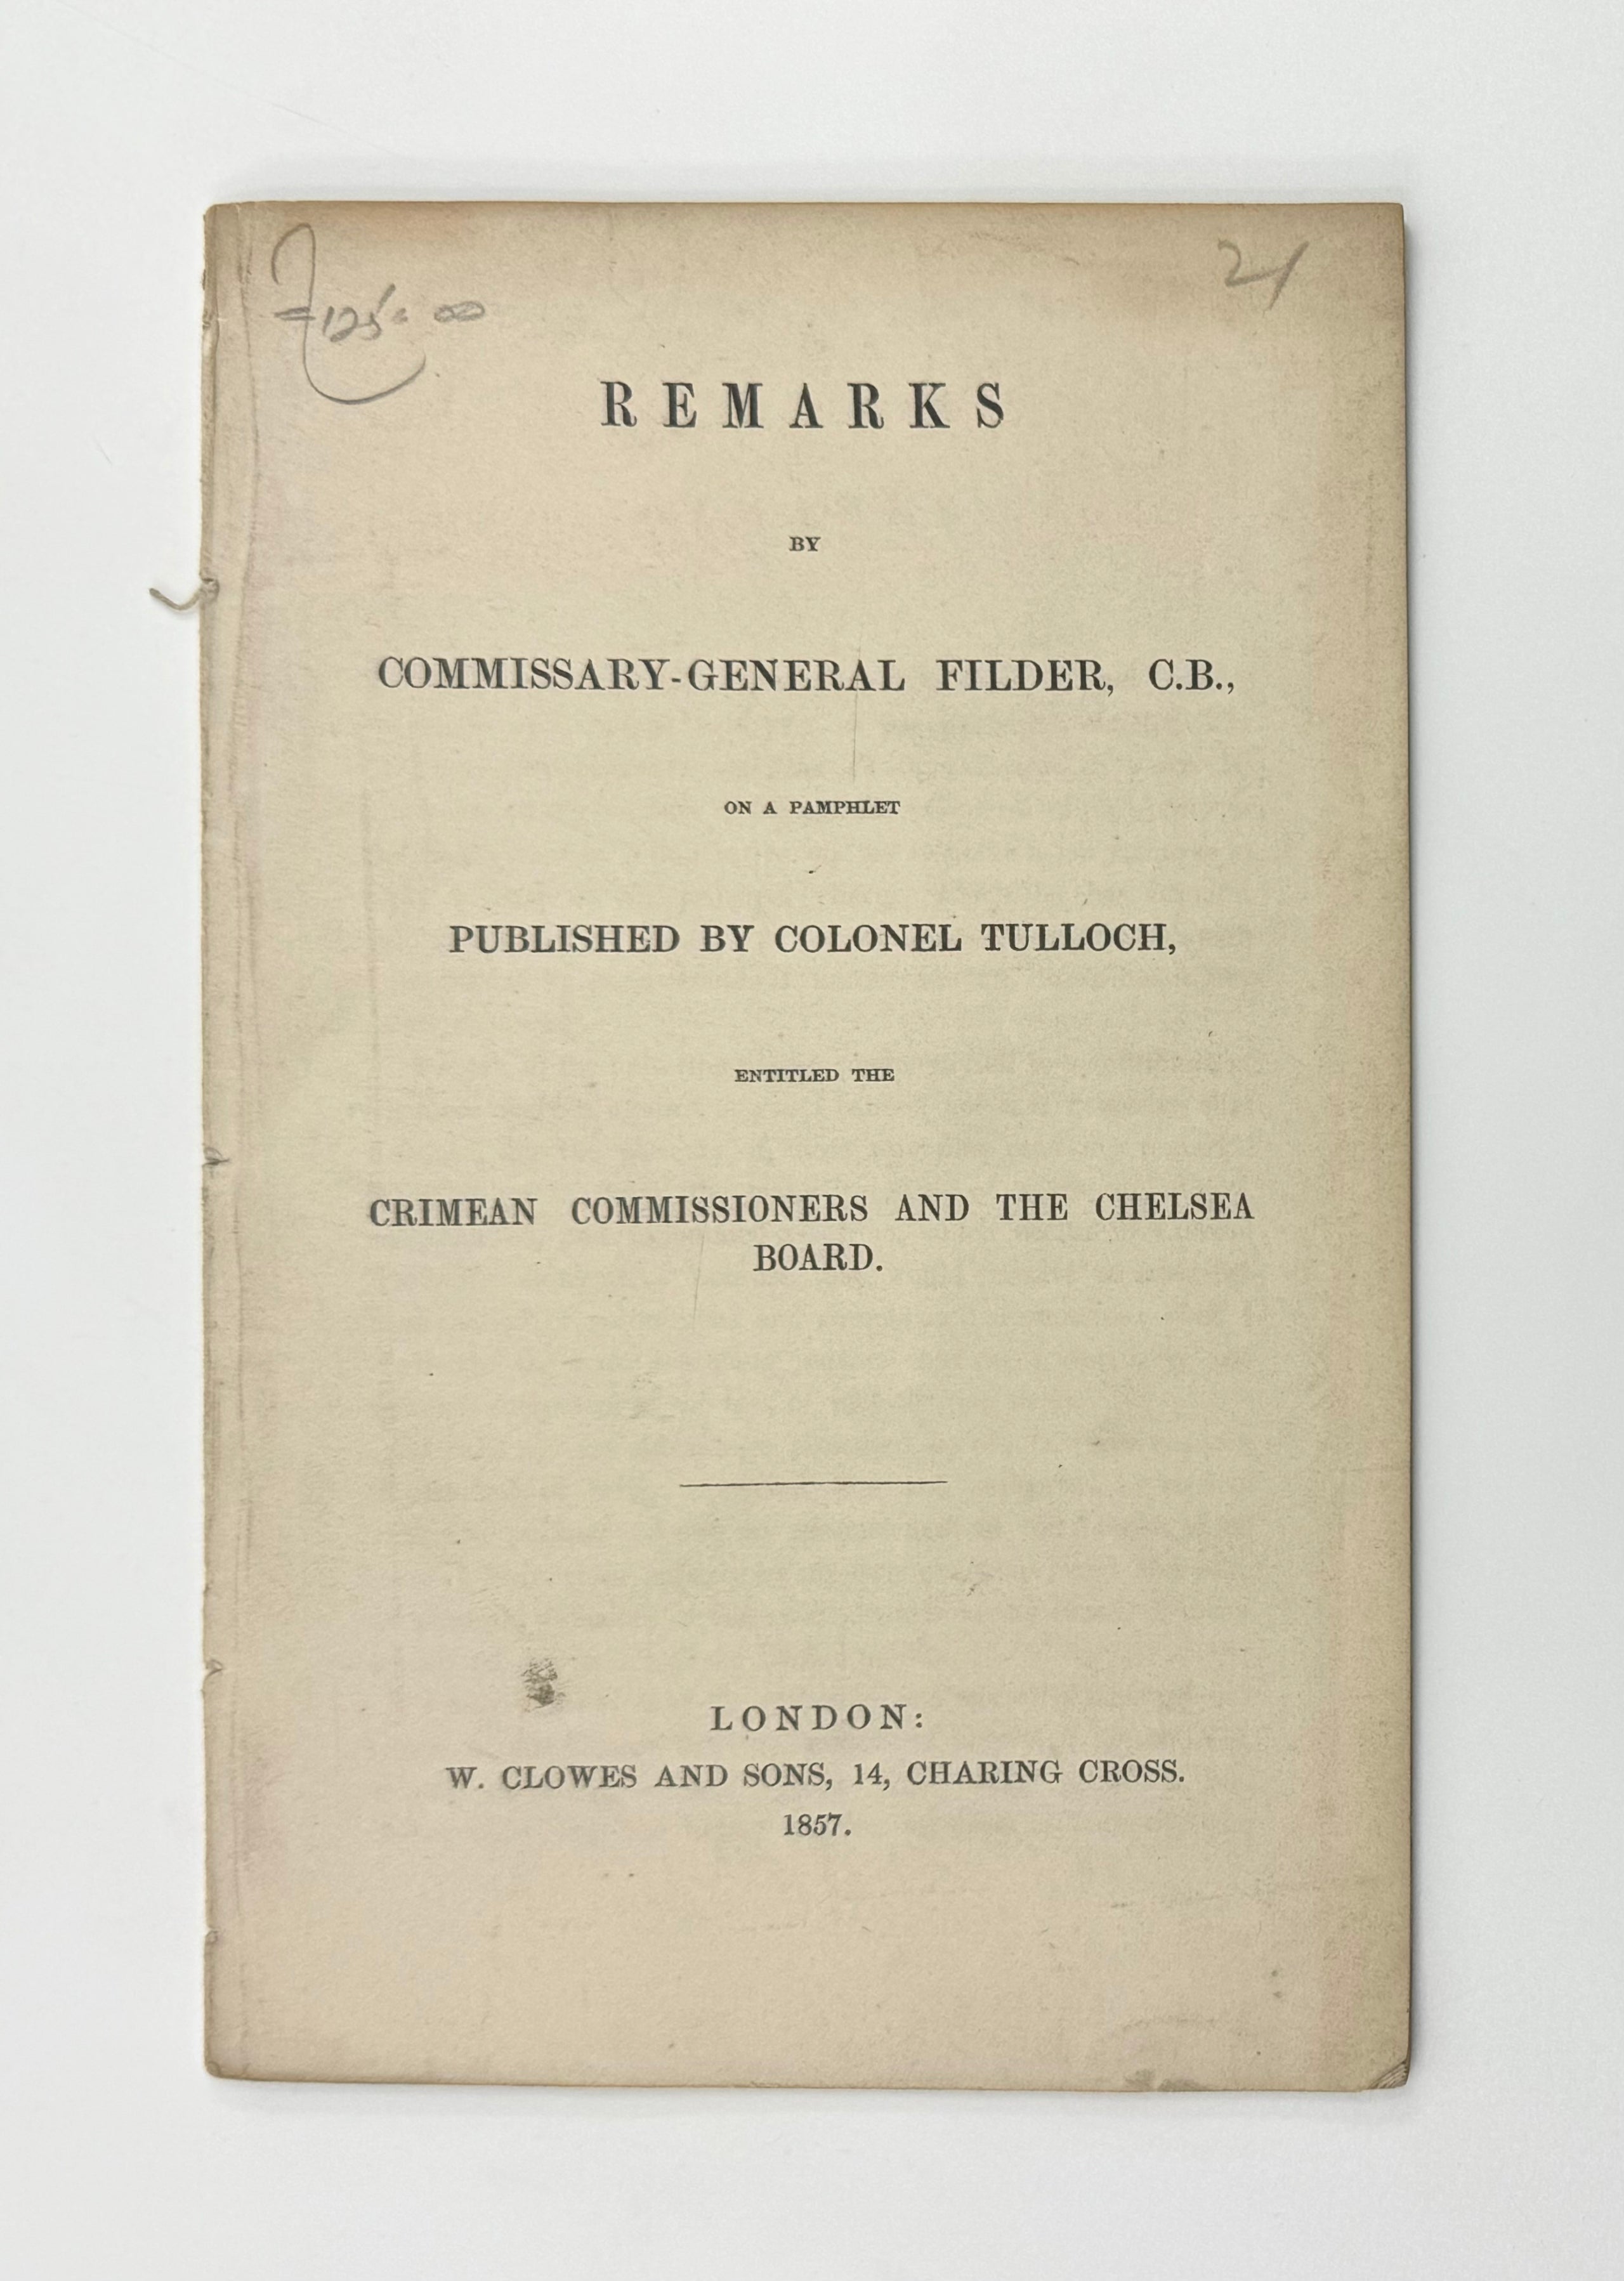 21
125.00
REMARKS
BY
COMMISSARY-GENERAL FILDER, C.B.,
ON A PAMPHLET
PUBLISHED BY COLONEL TULLOCH,
ENTITLED THE
CRIMEAN COMMISSIONERS AND THE CHELSEA
BOARD.
LONDON:
W. CLOWES AND SONS, 14, CHARING CROSS.
1857.